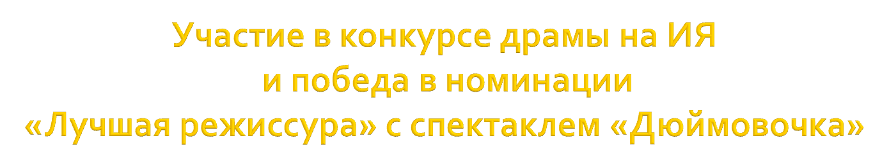 Участие в конкурсе драмы на ИЯ
и победа в номинации
«Лучшая режиссура» с спектаклем «Дюймовочка»